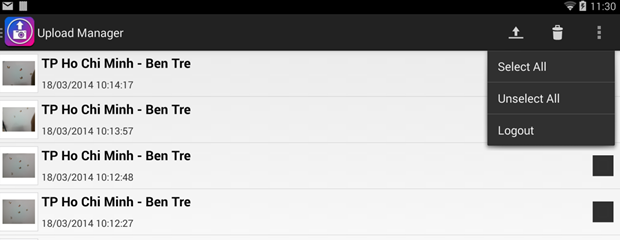 11:30
Upload Manager
Select All
Unselect All
Logout
TP Ho Chi Minh - Ben Tre
18/03/2014 10:14:17
TP Ho Chi Minh - Ben Tre
18/03/2014 10:13:57
TP Ho Chi Minh - Ben Tre
18/03/2014 10:12:48
TP Ho Chi Minh - Ben Tre
18/03/2014 10:12:27